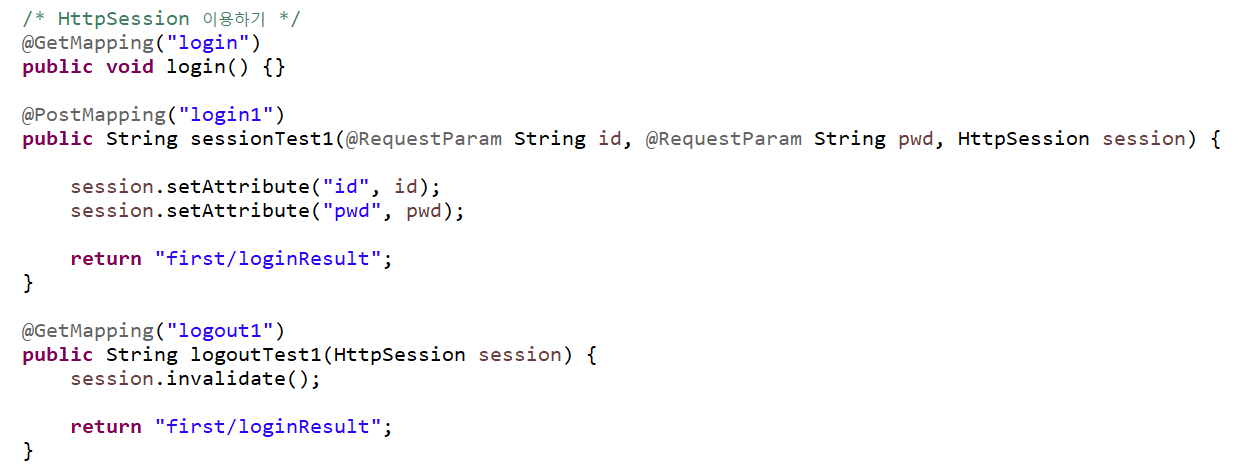 /* HttpSession 이용하기 */
@GetMapping("login")
public void login() {}
@PostMapping("login1")
public String sessionTest1(@RequestParam String id, @RequestParam String pwd, HttpSession session) {
session.setAttribute("id", id);
session.setAttribute("pwd", pwd);
return "first/loginResult";
}
@GetMapping("logout1")
public String logoutTest1(HttpSession session) {
session.invalidate();
return "first/loginResult";
}